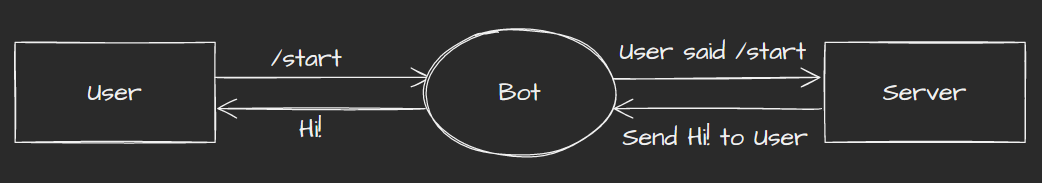 User
/start
Hi!
Bot
User said /start
Send Hi! to User
Server